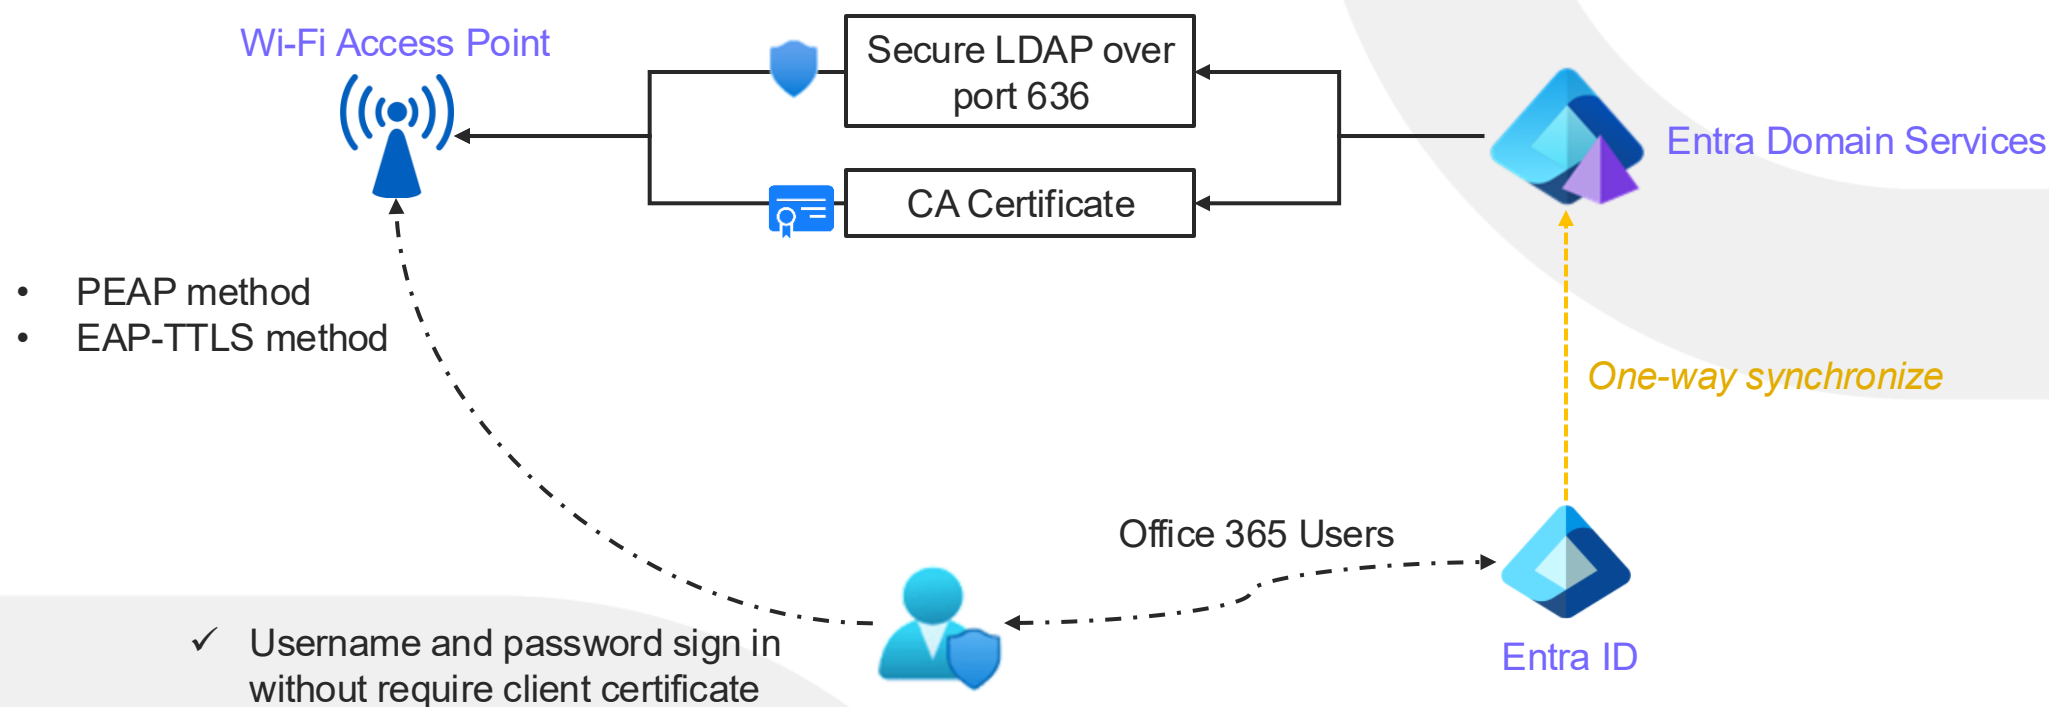 Wi-Fi Access Point
Secure LDAP over
port 636
Entra Domain Services
CA Certificate
• PEAP method
• EAP-TTLS method
One-way synchronize
Office 365 Users
✓ Username and password sign in
without require client certificate
Entra ID